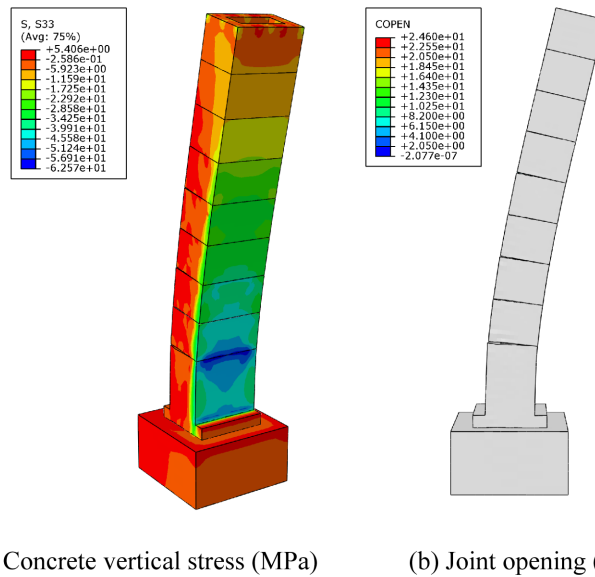 S, S33
(Avg: 75%)
+5.406e+00
-2.586e-01
-5.923e+00
-1.159e+01
-1.725e+01
-2.292e+01
-2.858e+01
-3.425e+01
-3.991e+01
-4.558e+01
-5.124e+01
-5.691e+01
-6.257e+01
COPEN
+2.460e+01
+2.255e+01
+2.050e+01
+1.845e+01
+1.640e+01
+1.435e+01
+1.230e+01
+1.025e+01
+8.200e+00
+6.150e+00
+4.100e+00
+2.050e+00
-2.077e-07
Concrete vertical stress (MPa)
(b) Joint opening (